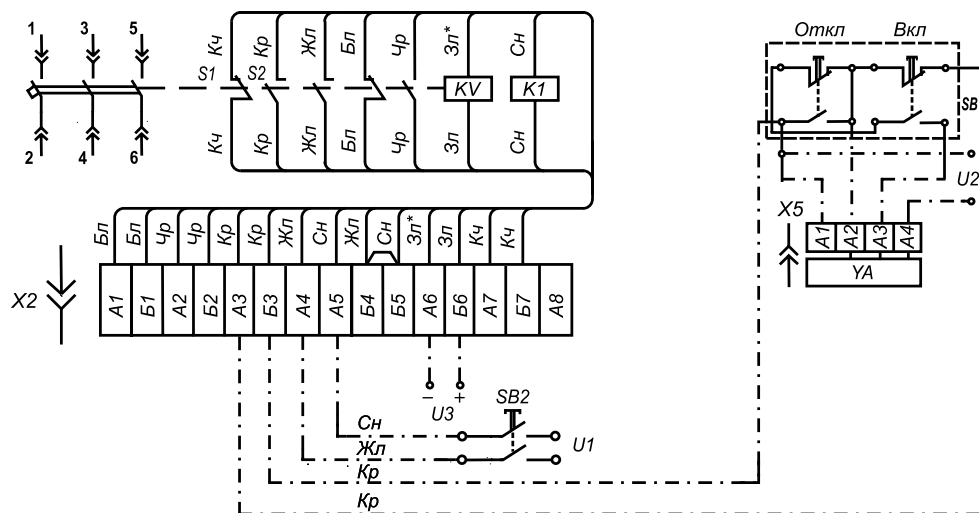 1 3 5
Кч Кр Жл Бл Чр Зл* Сн
S1 S2
KV K1
2 4 6
Кч Кр Жл Бл Чр Зл Сн
Откл Вкл
SB
U2
X5
А1 А2 А3 А4
YA
Бл Бл Чр Чр Кр Кр Жл Сн Жл Сн Зл* Зл Кч Кч
X2
А1 Б1 А2 Б2 А3 Б3 А4 А5 Б4 Б5 А6 Б6 А7 Б7 А8
– +
U3
SB2
Сн
U1
Жл
Кр
Кр